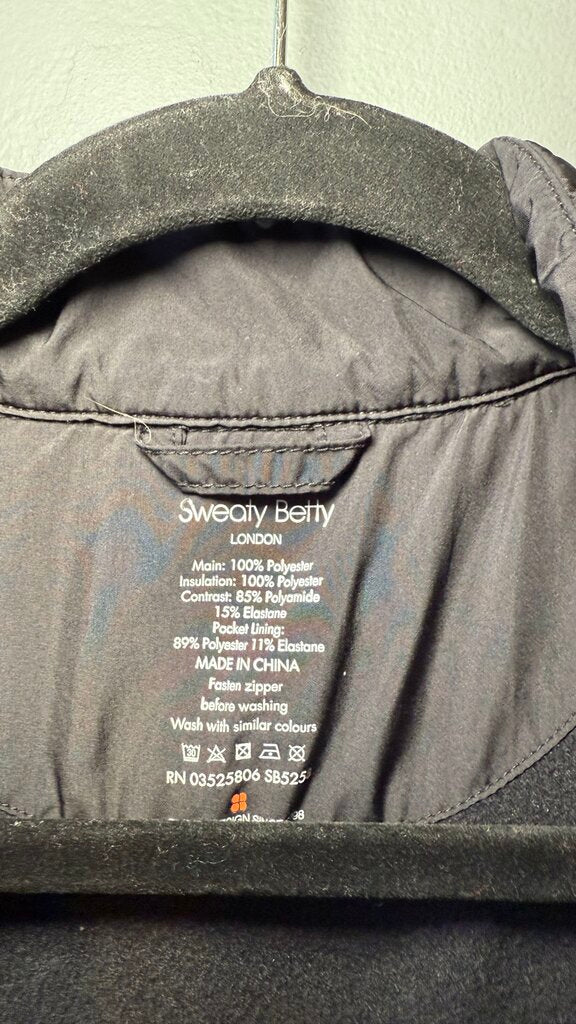 Sweaty Betty
LONDON
Main: 100% Polyester
Insulation: 100% Polyester
Contrast: 85% Polyamide
15% Elastane
Pocket Lining:
89% Polyester 11% Elastane
MADE IN CHINA
Fasten zipper
before washing
Wash with similar colours
30
RN 03525806